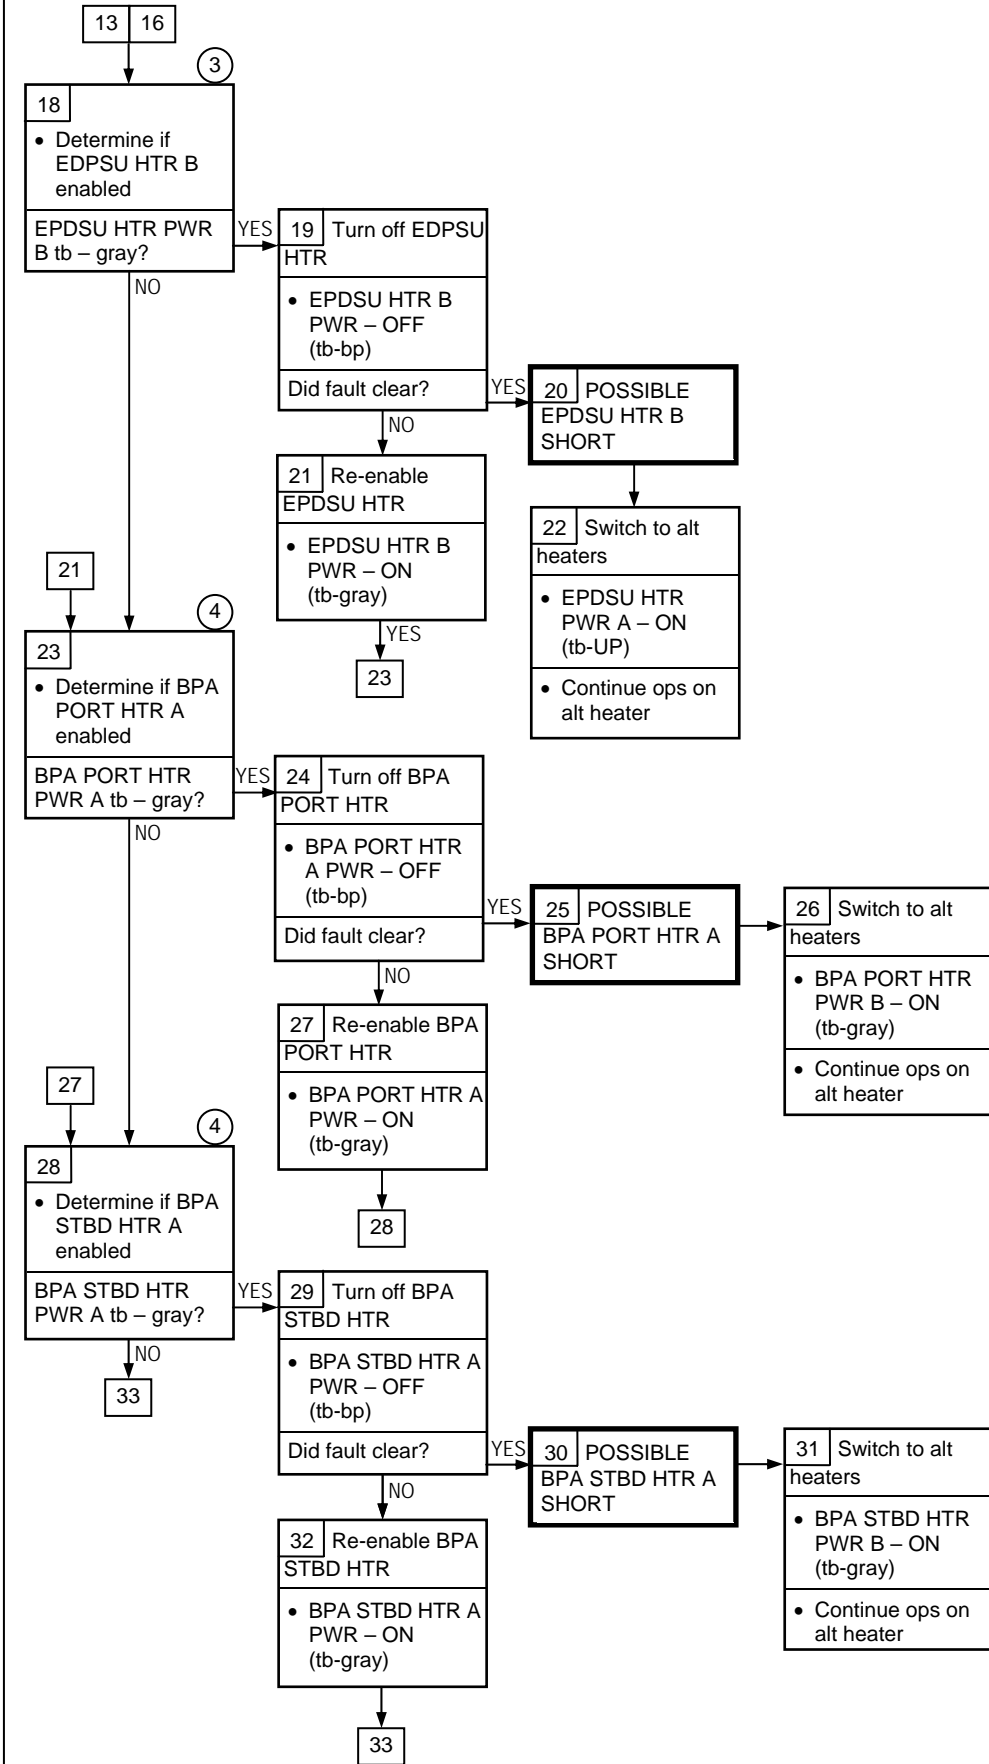 13 16
3
18
• Determine if
EDPSU HTR B
enabled
EPDSU HTR PWR
B tb – gray?
YES
NO
19 Turn off EDPSU
HTR
• EPDSU HTR B
PWR – OFF
(tb-bp)
Did fault clear?
YES
NO
20 POSSIBLE
EPDSU HTR B
SHORT
21 Re-enable
EPDSU HTR
• EPDSU HTR B
PWR – ON
(tb-gray)
YES
23
22 Switch to alt
heaters
• EPDSU HTR
PWR A – ON
(tb-UP)
• Continue ops on
alt heater
21
4
23
• Determine if BPA
PORT HTR A
enabled
BPA PORT HTR
PWR A tb – gray?
YES
NO
24 Turn off BPA
PORT HTR
• BPA PORT HTR
A PWR – OFF
(tb-bp)
Did fault clear?
YES
NO
25 POSSIBLE
BPA PORT HTR A
SHORT
26 Switch to alt
heaters
• BPA PORT HTR
PWR B – ON
(tb-gray)
• Continue ops on
alt heater
27 Re-enable BPA
PORT HTR
• BPA PORT HTR A
PWR – ON
(tb-gray)
28
27
4
28
• Determine if BPA
STBD HTR A
enabled
BPA STBD HTR
PWR A tb – gray?
YES
NO
33
29 Turn off BPA
STBD HTR
• BPA STBD HTR A
PWR – OFF
(tb-bp)
Did fault clear?
YES
NO
30 POSSIBLE
BPA STBD HTR A
SHORT
31 Switch to alt
heaters
• BPA STBD HTR
PWR B – ON
(tb-gray)
• Continue ops on
alt heater
32 Re-enable BPA
STBD HTR
• BPA STBD HTR A
PWR – ON
(tb-gray)
33